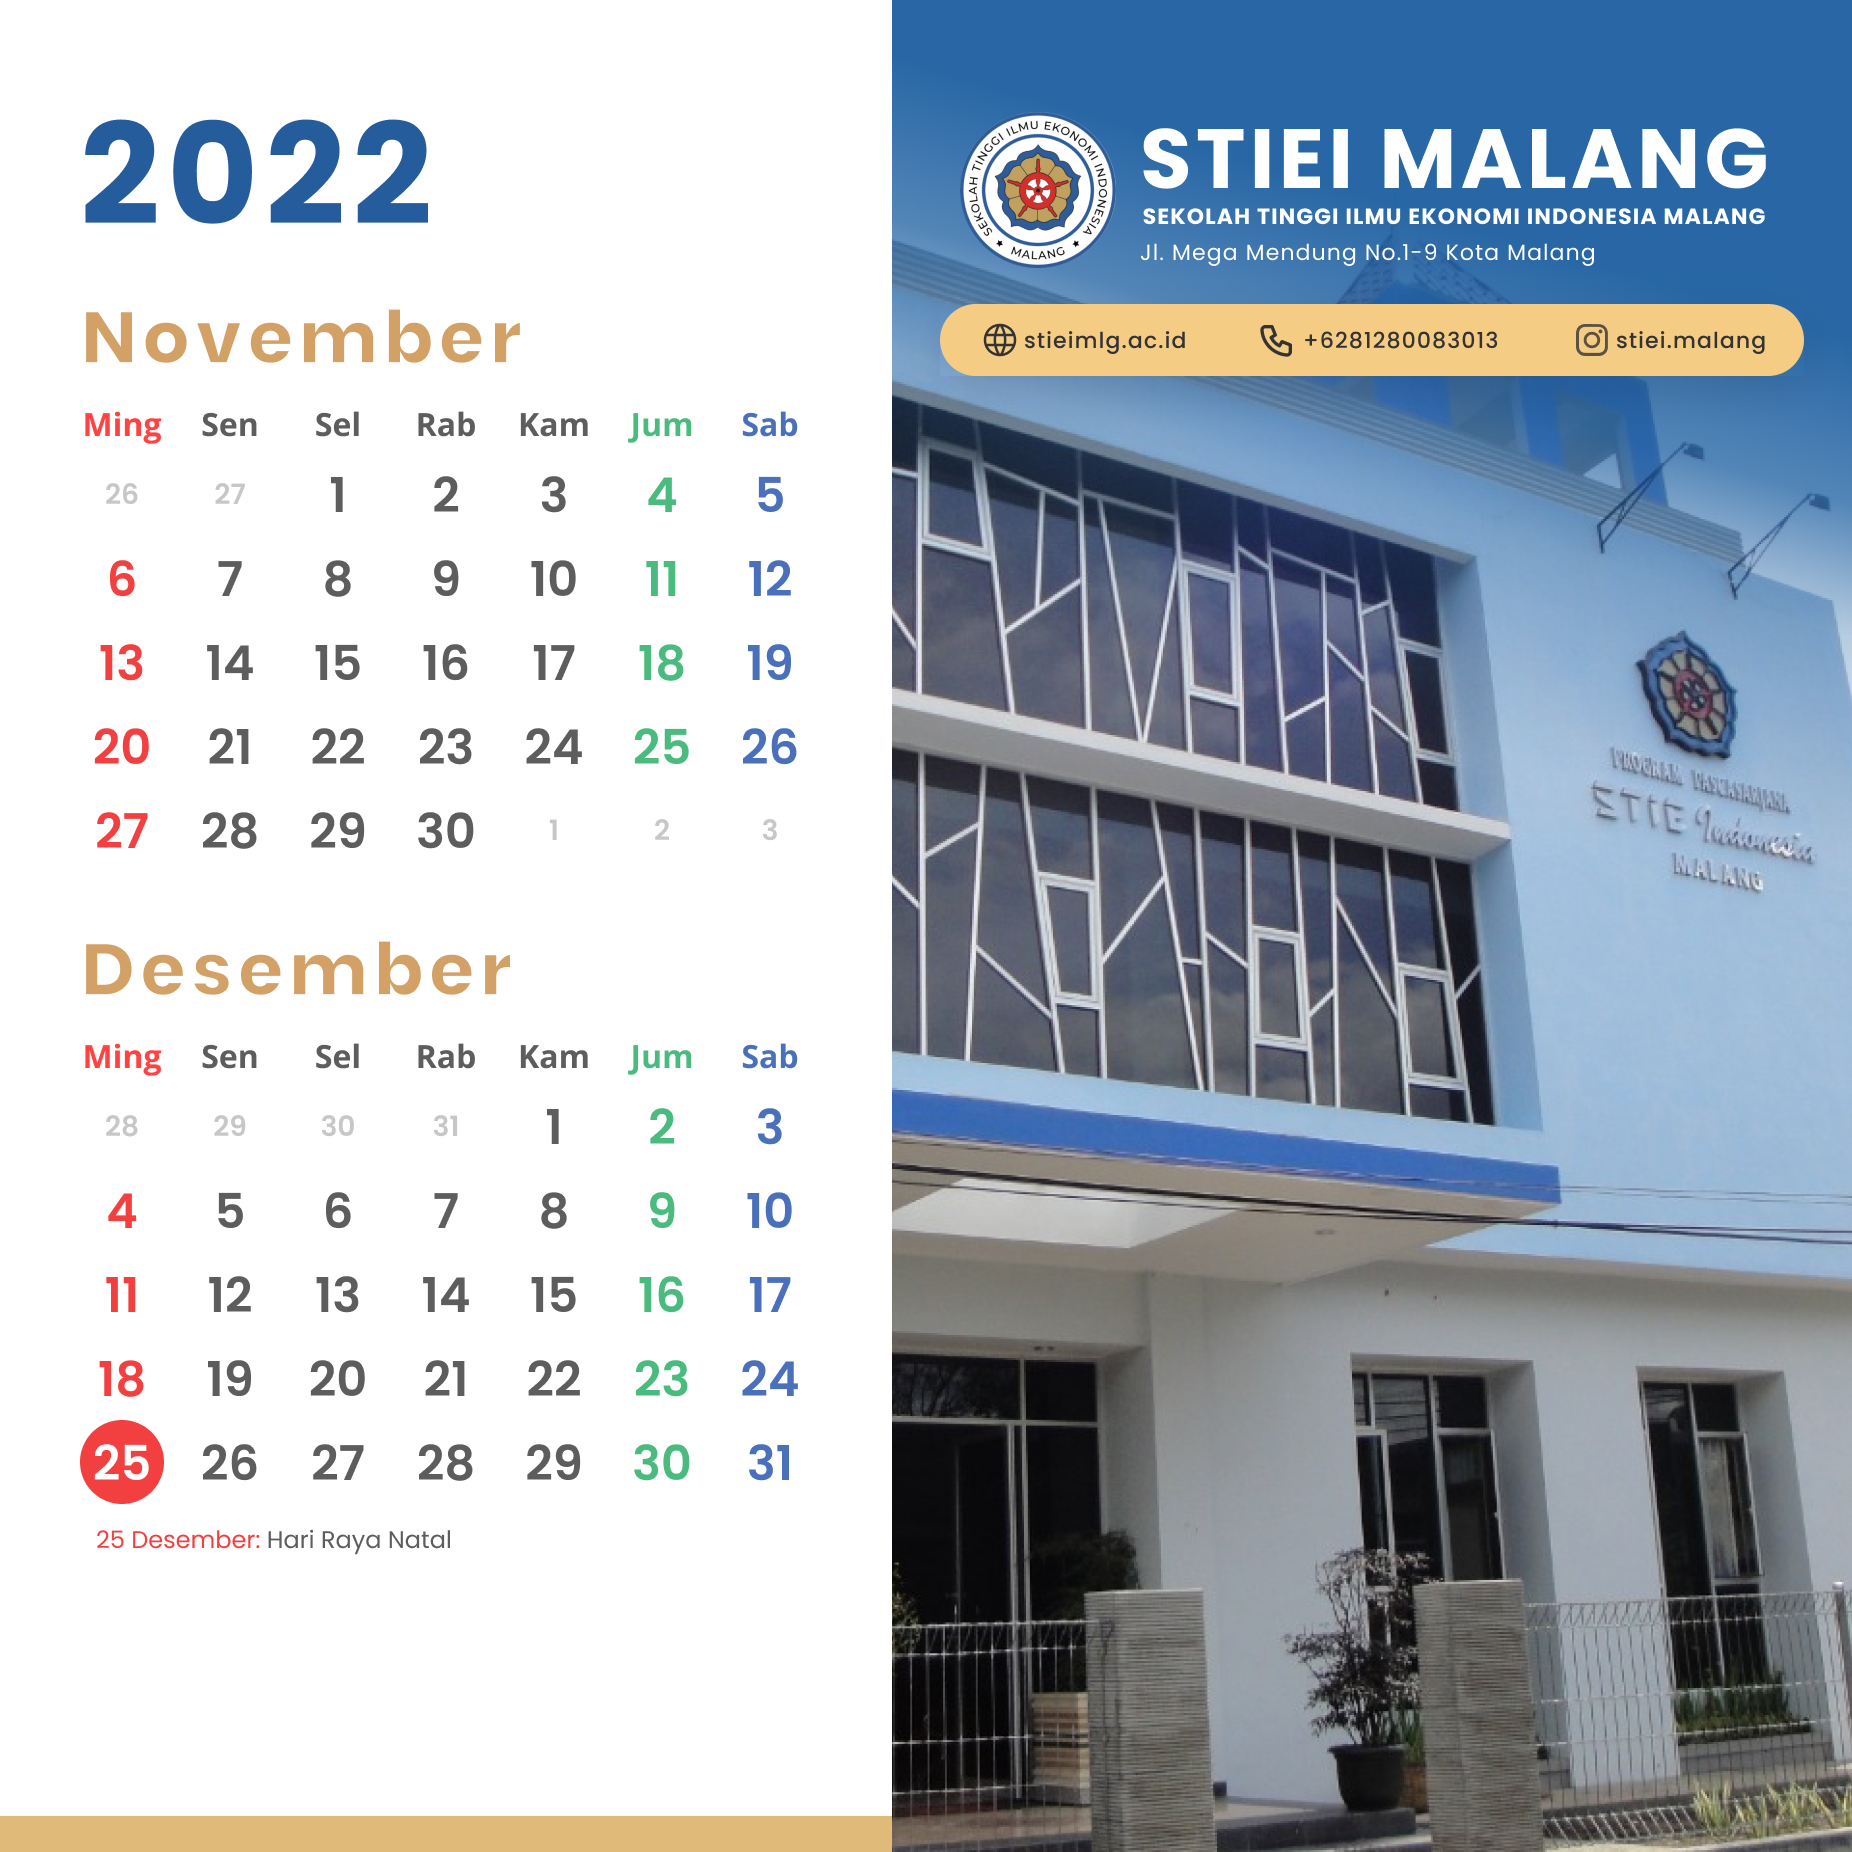 2022
November
Ming Sen Sel Rab Kam Jum Sab
26 27 1 2 3 4 5
6 7 8 9 10 11 12
13 14 15 16 17 18 19
20 21 22 23 24 25 26
27 28 29 30 1 2 3
Desember
Ming Sen Sel Rab Kam Jum Sab
28 29 30 31 1 2 3
4 5 6 7 8 9 10
11 12 13 14 15 16 17
18 19 20 21 22 23 24
25 26 27 28 29 30 31
25 Desember: Hari Raya Natal
SEKOLAH TINGGI ILMU EKONOMI INDONESIA
★ MALANG ★
STIEI MALANG
SEKOLAH TINGGI ILMU EKONOMI INDONESIA MALANG
Jl. Mega Mendung No.1-9 Kota Malang
stieimlg.ac.id +6281280083013 stiei.malang
PROGRAM PASCASARJANA
STIE Indonesia
MALANG